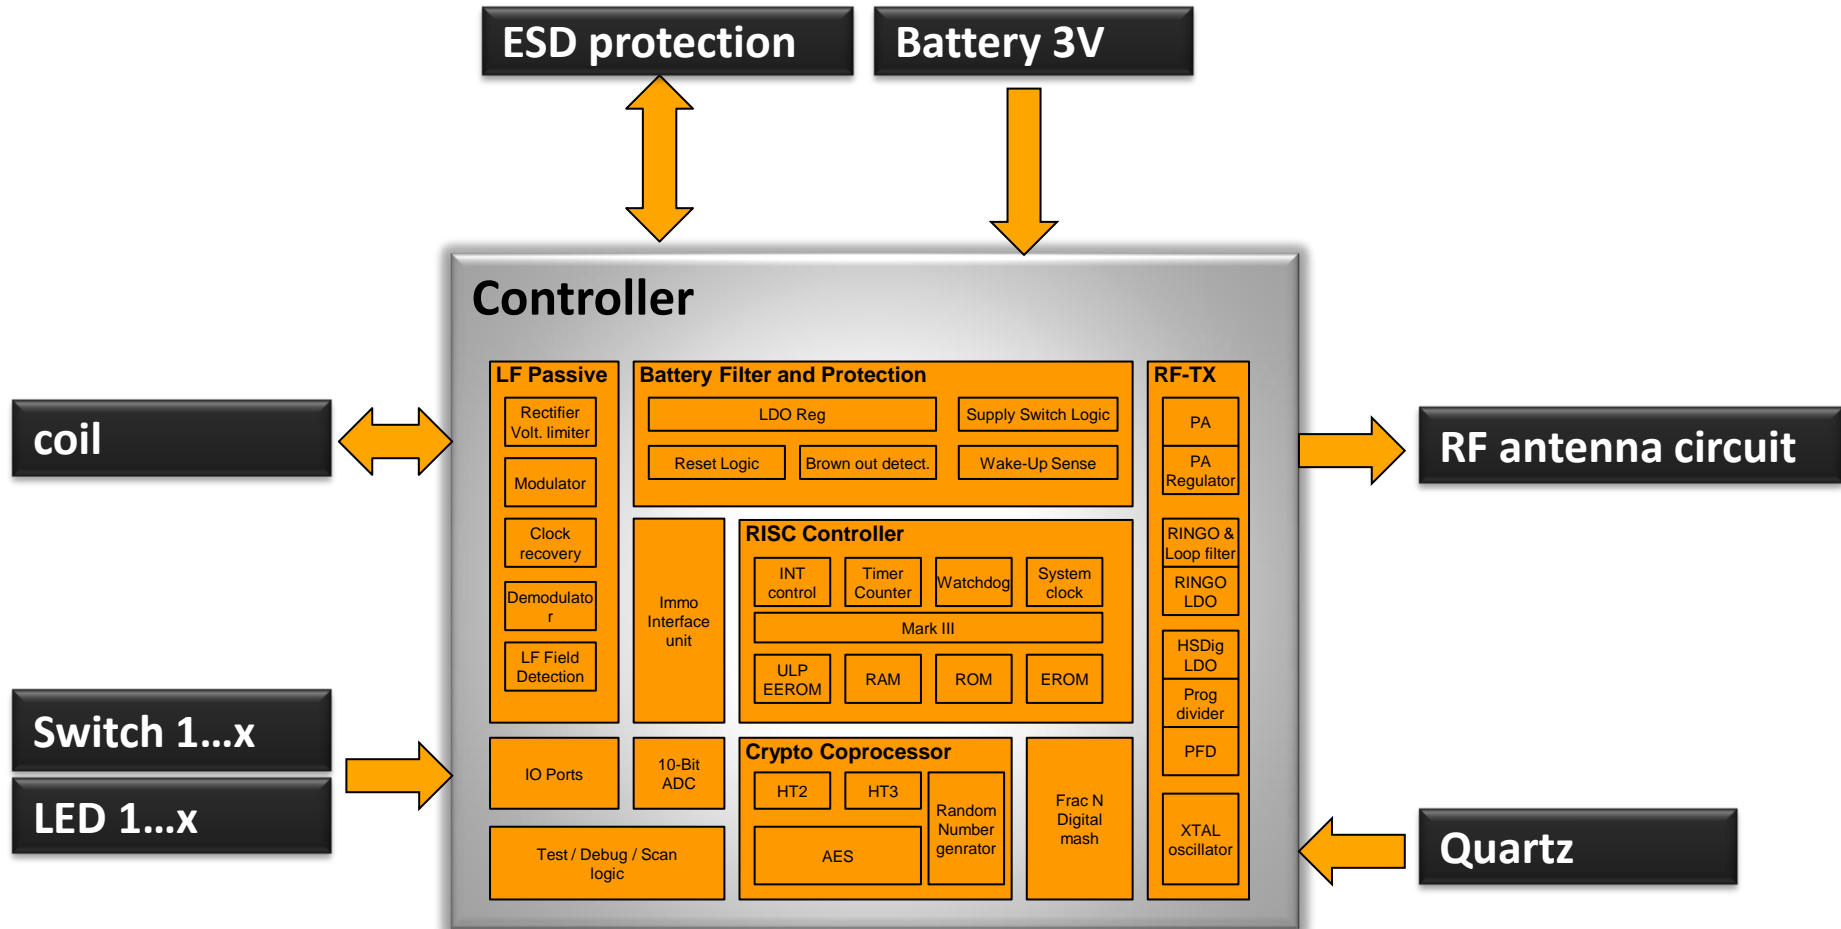 ESD protection
Battery 3V
Controller
coil
Switch 1...x
LED 1...x
RF antenna circuit
Quartz
LF Passive
Rectifier
Volt. limiter
Modulator
Clock
recovery
Demodulato
r
LF Field
Detection
Battery Filter and Protection
LDO Reg
Supply Switch Logic
Reset Logic
Brown out detect.
Wake-Up Sense
Immo
Interface
unit
RISC Controller
INT
control
Timer
Counter
Watchdog
System
clock
Mark III
ULP
EEROM
RAM
ROM
EROM
RF-TX
PA
PA
Regulator
RINGO &
Loop filter
RINGO
LDO
HSDig
LDO
Prog
divider
PFD
XTAL
oscillator
IO Ports
10-Bit
ADC
Test / Debug / Scan
logic
Crypto Coprocessor
HT2
HT3
AES
Random
Number
genrator
Frac N
Digital
mash